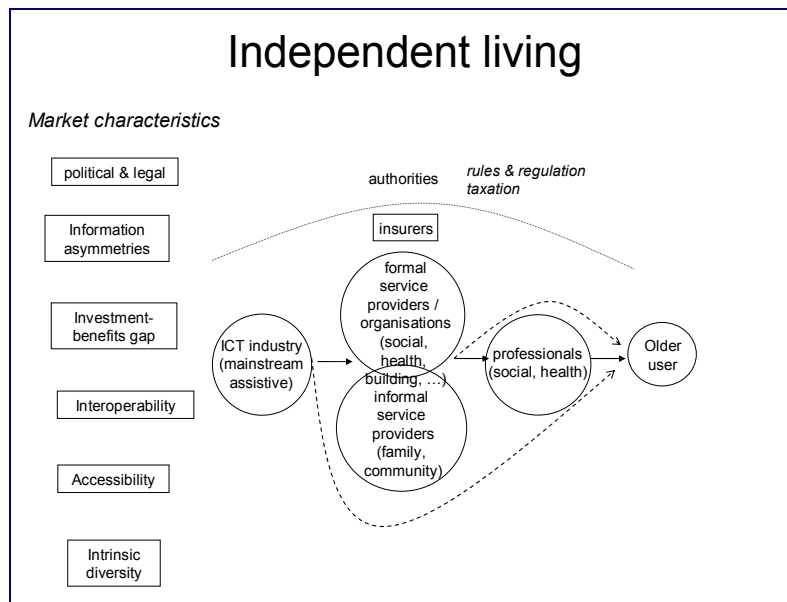 Independent living
Market characteristics
political & legal
Information
asymmetries
Investment-
benefits gap
Interoperability
Accessibility
Intrinsic
diversity
authorities
rules & regulation
taxation
insurers
formal
service
providers /
organisations
(social,
health,
building, ...)
informal
service
providers
(family,
community)
ICT industry
(mainstream
assistive)
professionals
(social, health)
Older
user